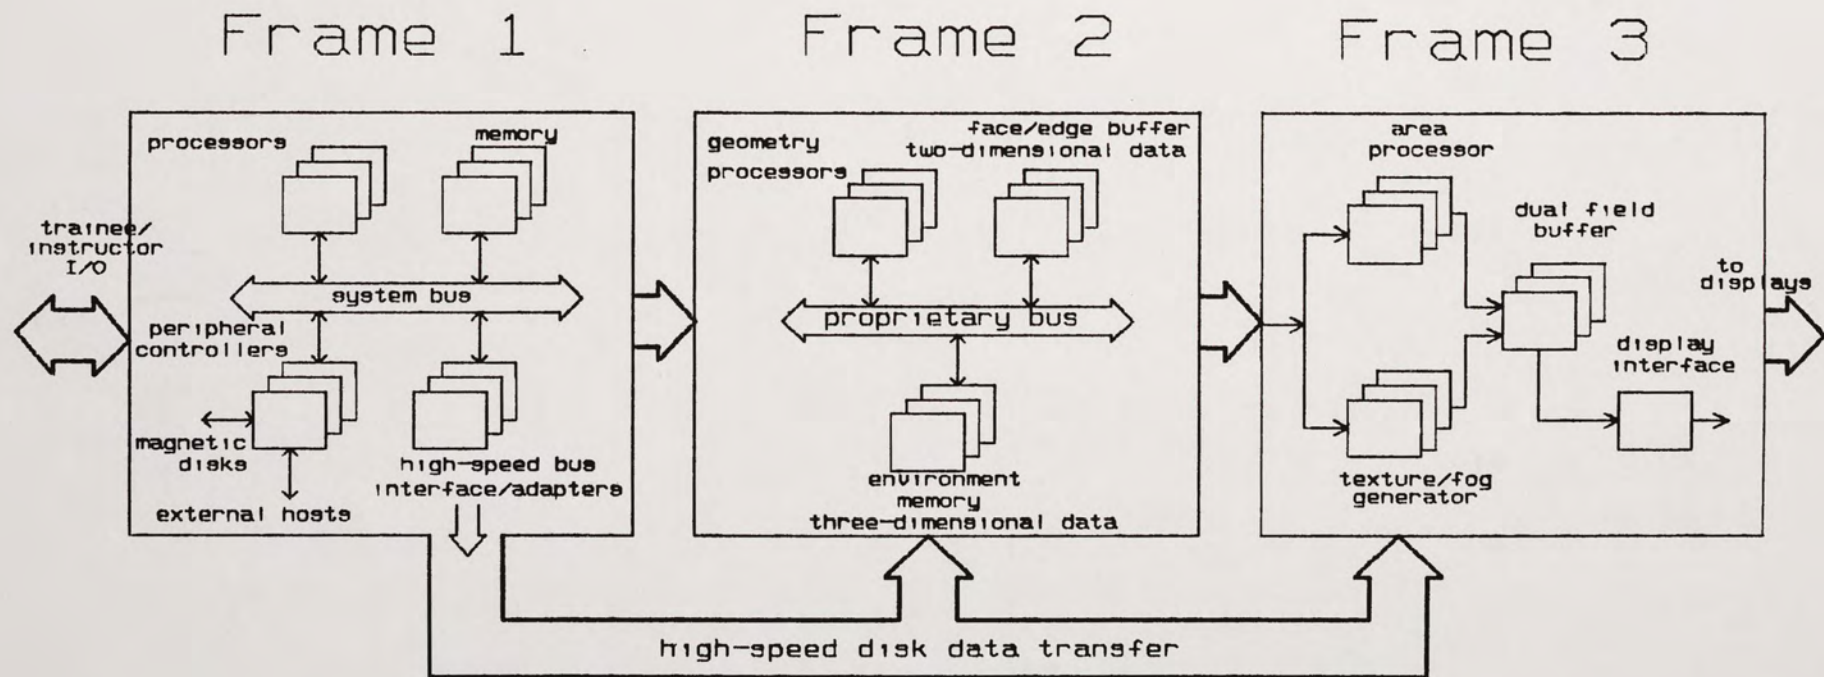 Frame 1
Frame 2
Frame 3
trainee/
instructor
I/O
processors
memory
system bus
peripheral
controllers
magnetic
disks
external hosts
high-speed bus
interface/adapters
geometry
processors
face/edge buffer
two-dimensional data
proprietary bus
environment
memory
three-dimensional data
area
processor
dual field
buffer
display
interface
texture/fog
generator
to
displays
high-speed disk data transfer